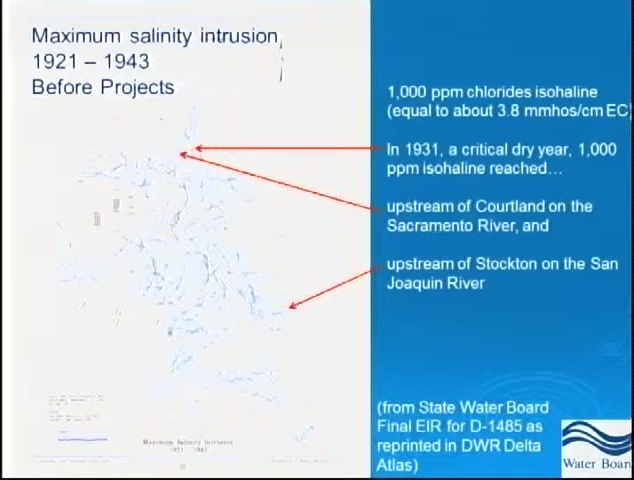 Maximum salinity intrusion,
1921 – 1943
Before Projects
1,000 ppm chlorides isohaline
(equal to about 3.8 mmhos/cm EC)
In 1931, a critical dry year, 1,000
ppm isohaline reached…
upstream of Courtland on the
Sacramento River, and
upstream of Stockton on the San
Joaquin River
(from State Water Board
Final EIR for D-1485 as
reprinted in DWR Delta
Atlas)
Maximum Salinity Intrusion
1921 - 1943
Water Boar